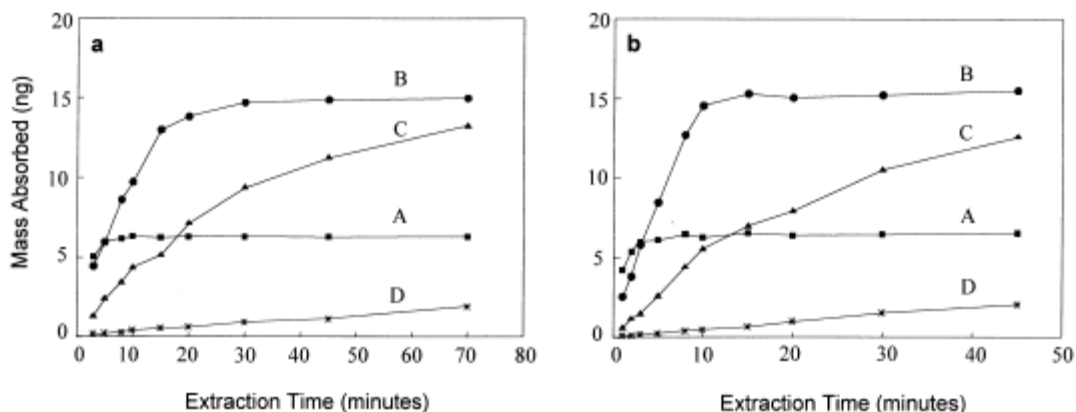 a
B
C
A
D
Mass Absorbed (ng)
20
15
10
5
0
0 10 20 30 40 50 60 70 80
Extraction Time (minutes)
b
B
C
A
D
20
15
10
5
0
0 10 20 30 40 50
Extraction Time (minutes)